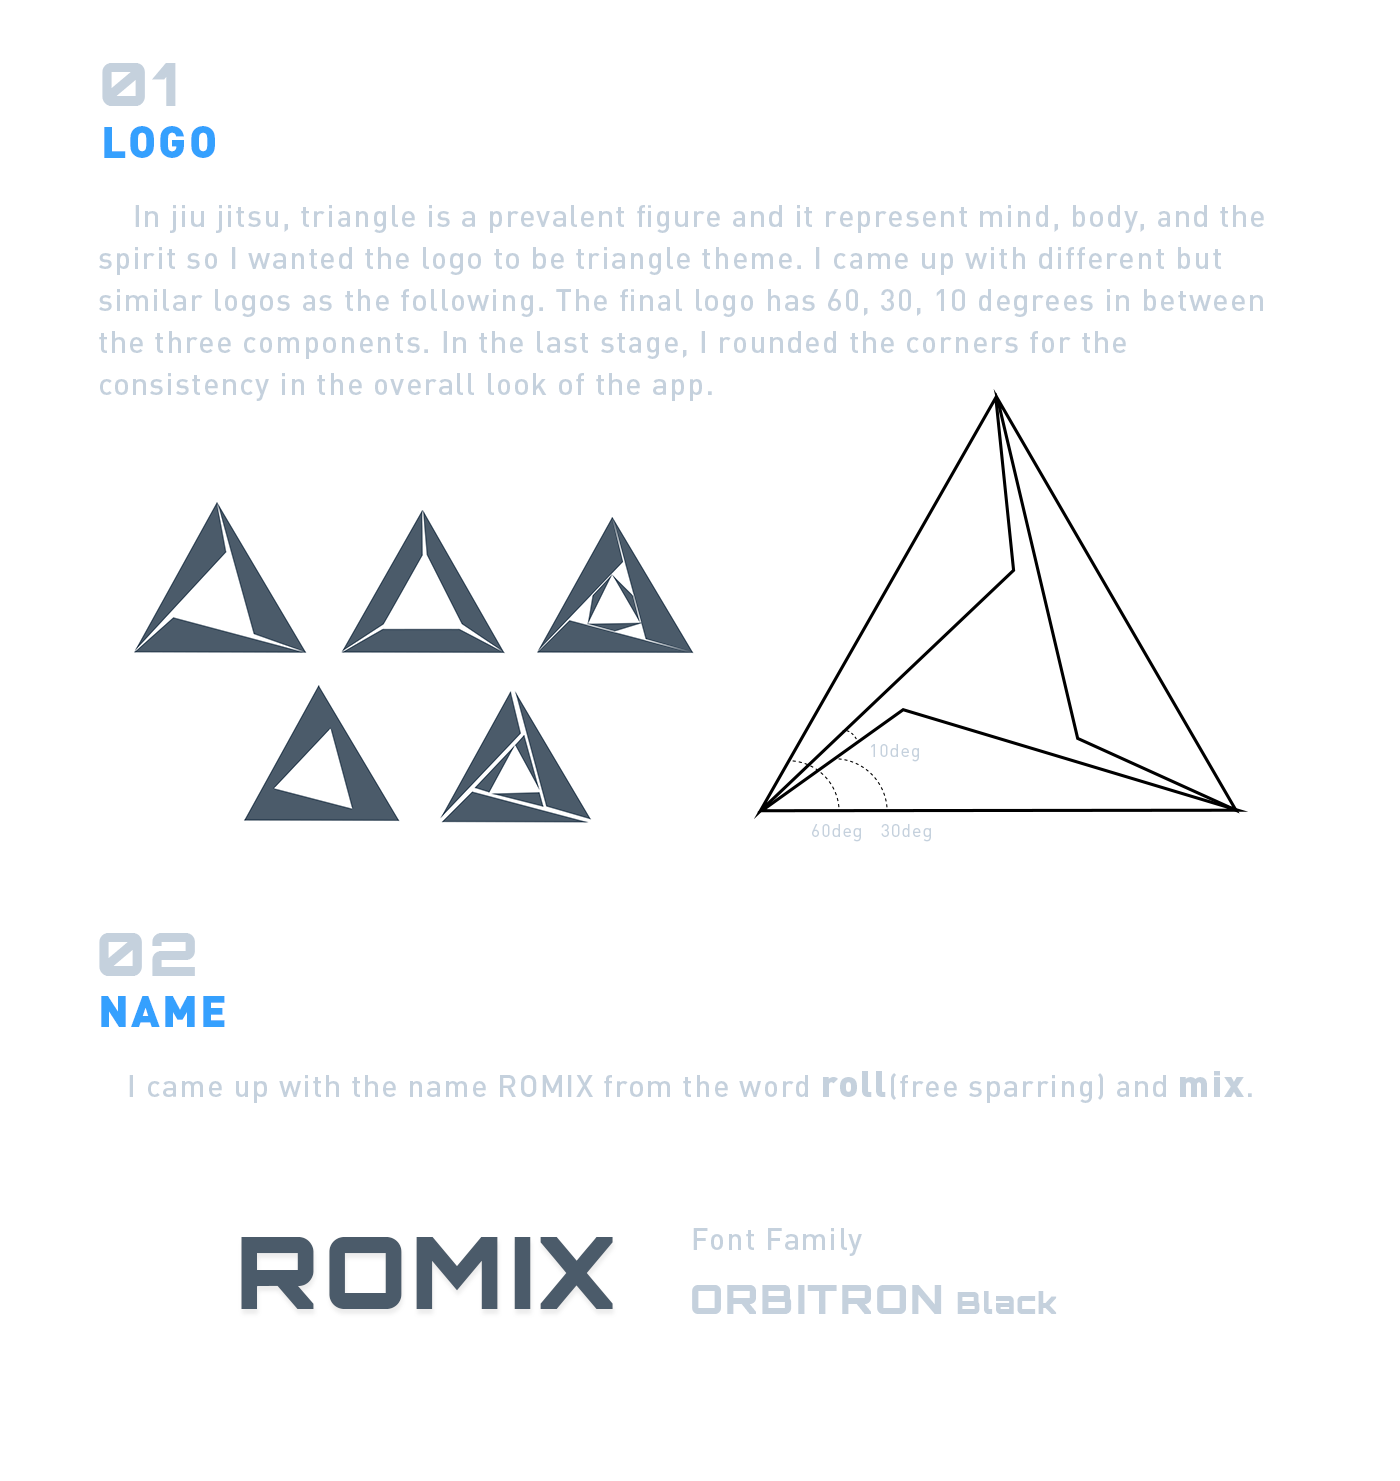 01
LOGO
In jiu jitsu, triangle is a prevalent figure and it represent mind, body, and the
spirit so I wanted the logo to be triangle theme. I came up with different but
similar logos as the following. The final logo has 60, 30, 10 degrees in between
the three components. In the last stage, I rounded the corners for the
consistency in the overall look of the app.
10deg
60deg 30deg
02
NAME
I came up with the name ROMIX from the word roll(free sparring) and mix.
ROMIX
Font Family
ORBITRON Black